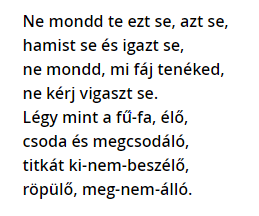 Ne mondd te ezt se, azt se,
hamist se és igazt se,
ne mondd, mi fáj tenéked,
ne kérj vigaszt se.
Légy mint a fű-fa, élő,
csoda és megcsodáló,
titkát ki-nem-beszélő,
röpülő, meg-nem-álló.